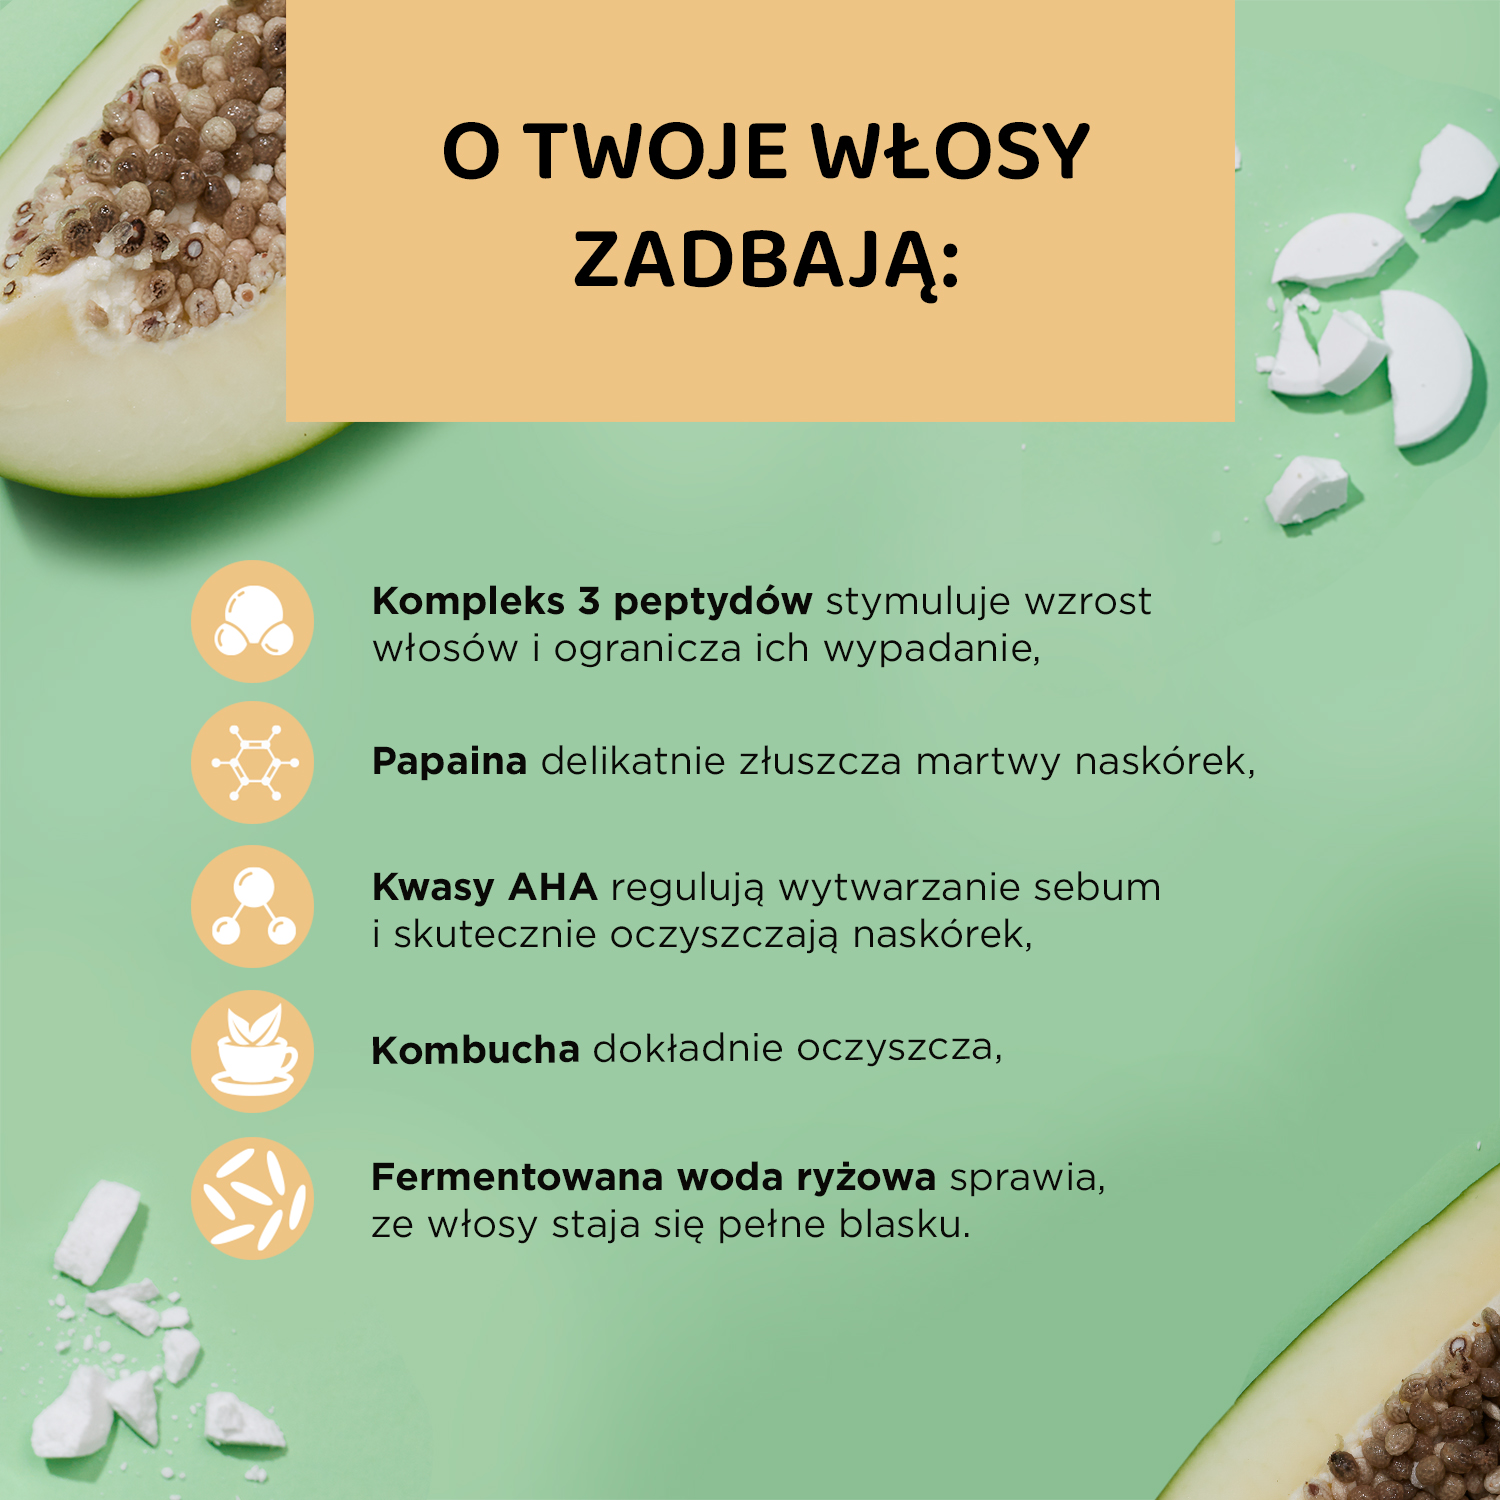 O TWOJE WŁOSY
ZADBAJĄ:
Kompleks 3 peptydów stymuluje wzrost
włosów i ogranicza ich wypadanie,
Papaina delikatnie złuszcza martwy naskórek,
Kwasy AHA regulują wytwarzanie sebum
i skutecznie oczyszczają naskórek,
Kombucha dokładnie oczyszcza,
Fermentowana woda ryżowa sprawia,
ze włosy staja się pełne blasku.